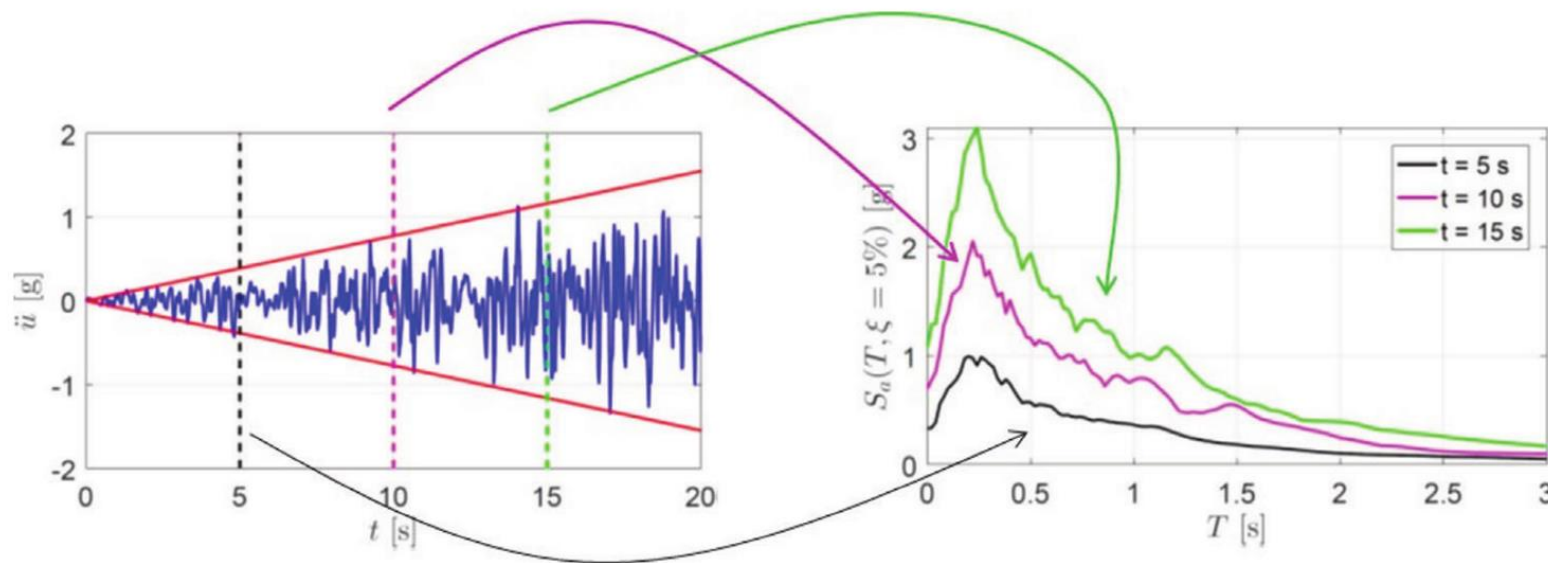 2
1
0
-1
-2
ü [g]
0 5 10 15 20
t [s]
3
2
1
0
S_a(T, ξ = 5%) [g]
0 0.5 1 1.5 2 2.5 3
T [s]
t = 5 s
t = 10 s
t = 15 s